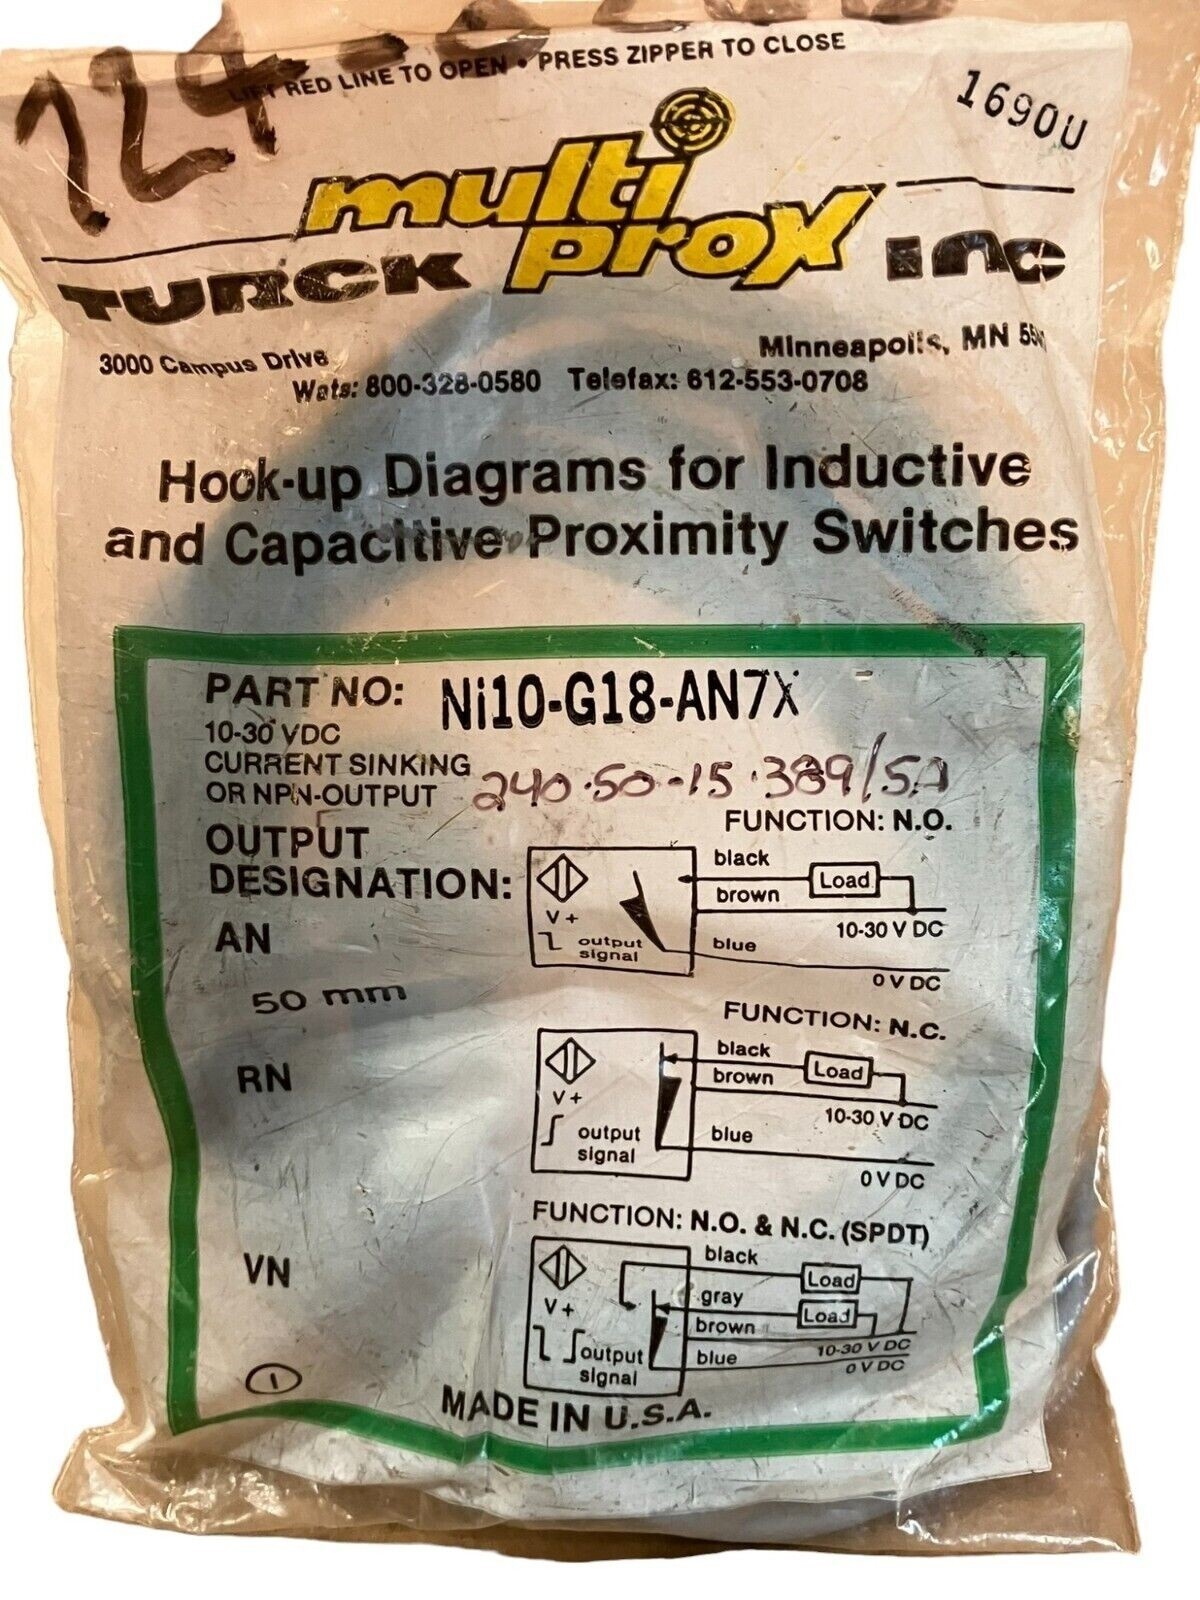 RED LINE TO OPEN • PRESS ZIPPER TO CLOSE
1690U
multi
prox
TURCK inc
3000 Campus Drive
Minneapolis, MN
Wats: 800-328-0580 Telefax: 612-553-0708
Hook-up Diagrams for Inductive
and Capacitive Proximity Switches
PART NO: Ni10-G18-AN7X
10-30 VDC
CURRENT SINKING
OR NPN-OUTPUT
240-50-15-389/5A
OUTPUT
DESIGNATION:
FUNCTION: N.O.
black
Load
brown
10-30 V DC
V +
output
signal
blue
0 V DC
AN
50 mm
FUNCTION: N.C.
RN
black
Load
brown
10-30 V DC
V +
output
signal
blue
0 V DC
FUNCTION: N.O. & N.C. (SPDT)
VN
black
Load
gray
Load
V +
brown
10-30 V DC
output
signal
blue
0 V DC
1
MADE IN U.S.A.